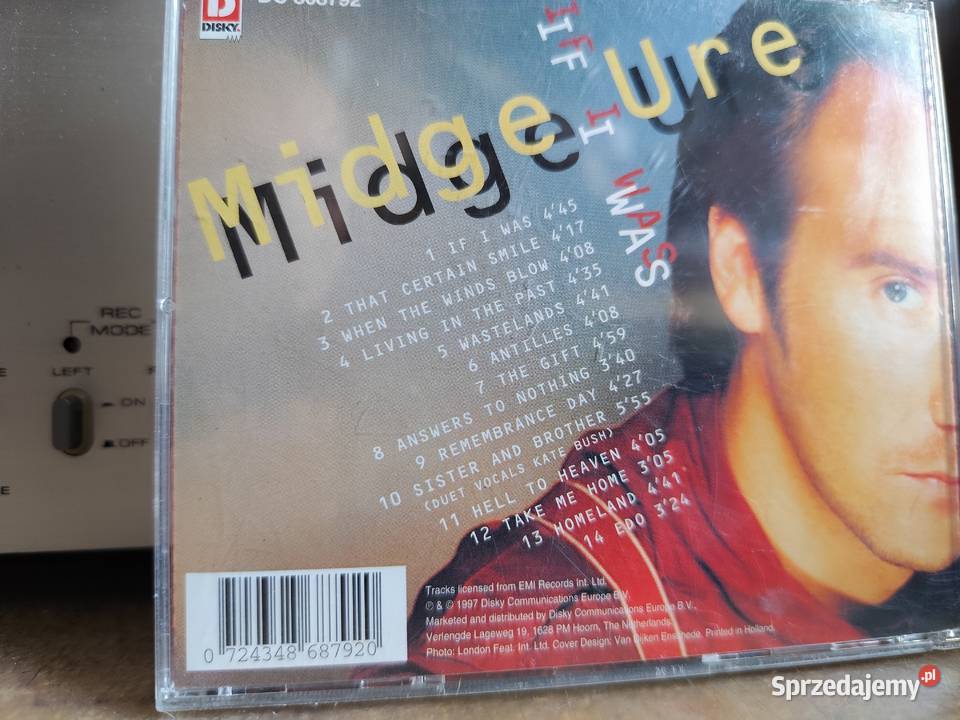 DISKY.
DC 868792
IF I WAS
Midge Ure
1 IF I WAS 4'45
2 THAT CERTAIN SMILE 4'17
3 WHEN THE WINDS BLOW 4'08
4 LIVING IN THE PAST 4'35
5 WASTELANDS 4'41
6 ANTILLES 4'08
7 THE GIFT 4'59
8 ANSWERS TO NOTHING 3'40
9 REMEMBRANCE DAY 4'27
10 SISTER AND BROTHER 5'55
(DUET VOCALS KATE BUSH)
11 HELL TO HEAVEN 4'05
12 TAKE ME HOME 3'05
13 HOMELAND 4'41
14 EDO 3'24
REC
MODE
LEFT
ON
OFF
Tracks licensed from EMI Records Int. Ltd.
℗ & © 1997 Disky Communications Europe B.V.
Marketed and distributed by Disky Communications Europe B.V.,
Verlengde Lageweg 19, 1628 PM Hoorn, The Netherlands.
Photo: London Feat. Int. Ltd. Cover Design: Van Dijken Enschede. Printed in Holland.
0 724348 687920
Sprzedajemy.pl